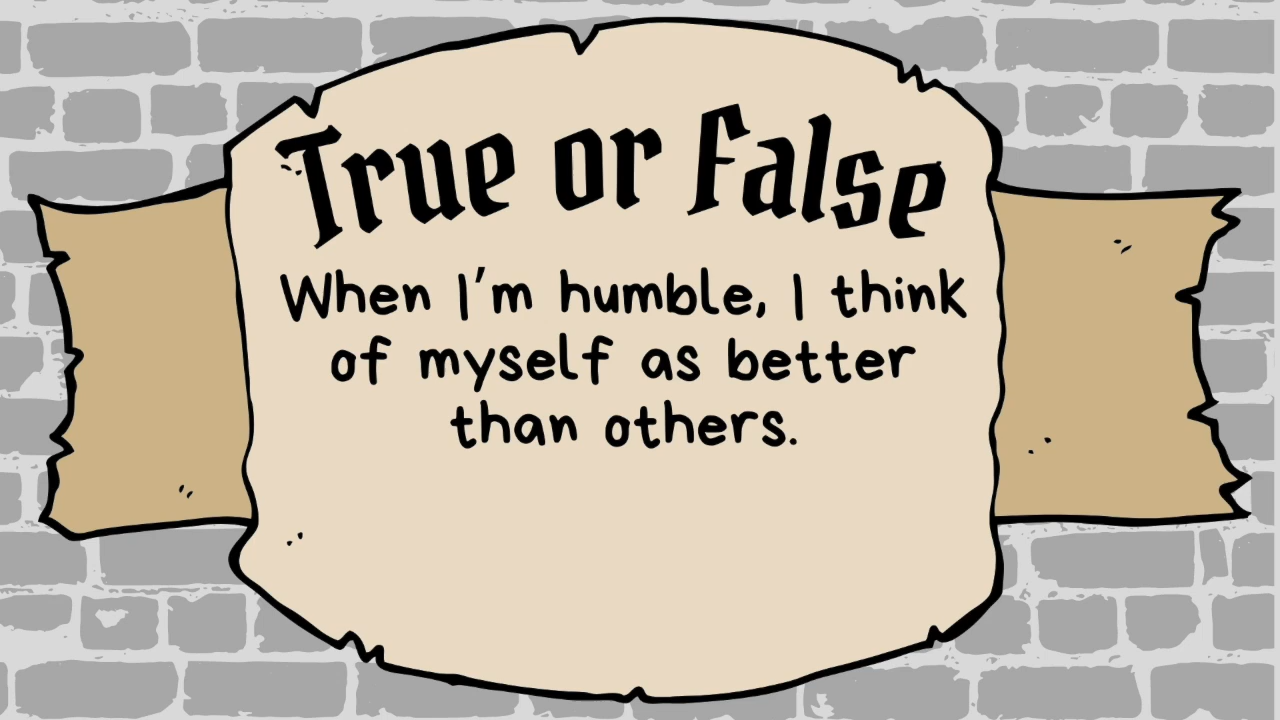 True or False
When I'm humble, I think
of myself as better
than others.